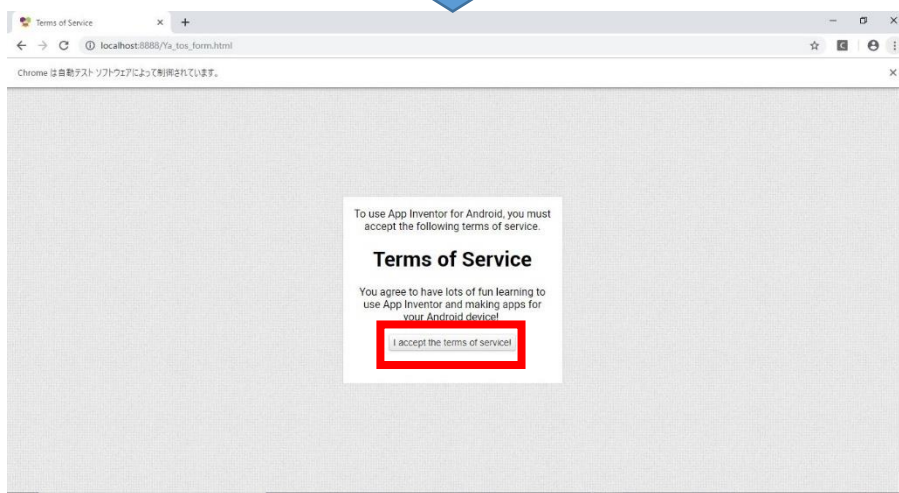 Terms of Service
localhost:8888/Ya_tos_form.html
Chrome は自動テスト ソフトウェアによって制御されています。
To use App Inventor for Android, you must
accept the following terms of service.
Terms of Service
You agree to have lots of fun learning to
use App Inventor and making apps for
your Android device!
I accept the terms of service!